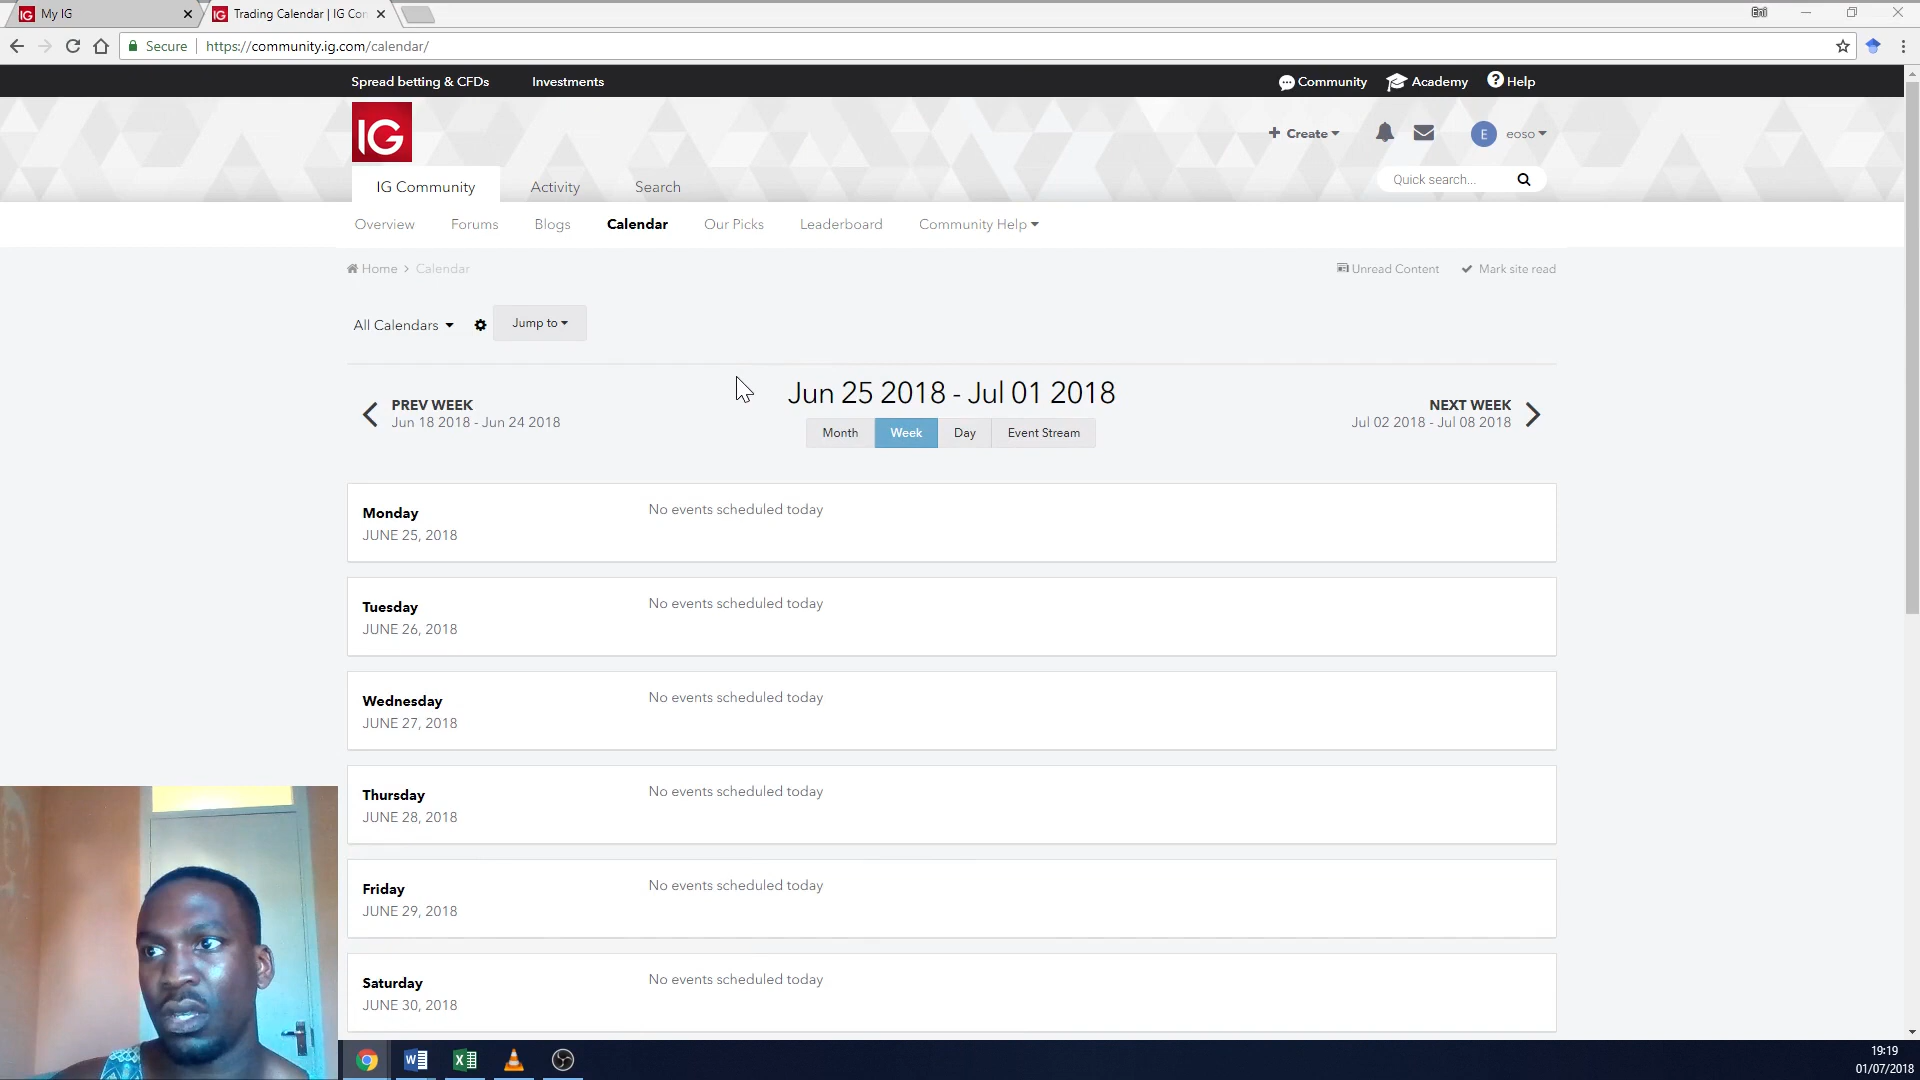 My IG
Trading Calendar | IG Con
Eni
Secure https://community.ig.com/calendar/
Spread betting & CFDs Investments Community Academy Help
IG
Create E eoso
Quick search...
IG Community Activity Search
Overview Forums Blogs Calendar Our Picks Leaderboard Community Help
Home Calendar Unread Content Mark site read
All Calendars Jump to
Jun 25 2018 - Jul 01 2018
PREV WEEK
Jun 18 2018 - Jun 24 2018
NEXT WEEK
Jul 02 2018 - Jul 08 2018
Month Week Day Event Stream
Monday No events scheduled today
JUNE 25, 2018
Tuesday No events scheduled today
JUNE 26, 2018
Wednesday No events scheduled today
JUNE 27, 2018
Thursday No events scheduled today
JUNE 28, 2018
Friday No events scheduled today
JUNE 29, 2018
Saturday No events scheduled today
JUNE 30, 2018
19:19
01/07/2018